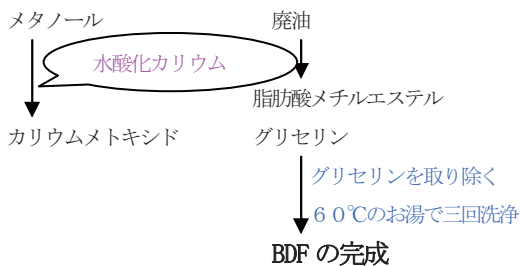 メタノール
廃油
水酸化カリウム
脂肪酸メチルエステル
カリウムメトキシド
グリセリン
グリセリンを取り除く
６０℃のお湯で三回洗浄
BDF の完成